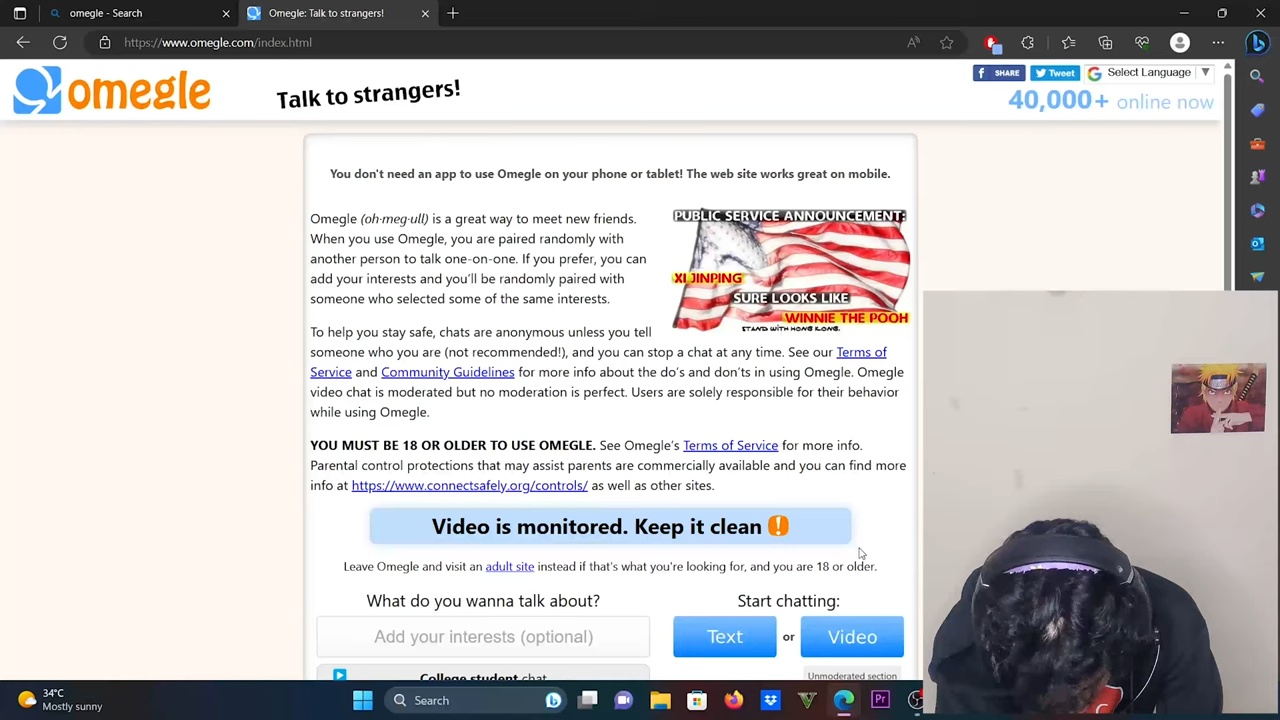 omegle - Search
Omegle: Talk to strangers!
https://www.omegle.com/index.html
omegle
Talk to strangers!
SHARE
Tweet
Select Language
40,000+ online now
You don't need an app to use Omegle on your phone or tablet! The web site works great on mobile.
Omegle (oh·meg·ull) is a great way to meet new friends.
When you use Omegle, you are paired randomly with
another person to talk one-on-one. If you prefer, you can
add your interests and you'll be randomly paired with
someone who selected some of the same interests.
PUBLIC SERVICE ANNOUNCEMENT:
XI JINPING
SURE LOOKS LIKE
WINNIE THE POOH
STAND WITH HONG KONG.
To help you stay safe, chats are anonymous unless you tell
someone who you are (not recommended!), and you can stop a chat at any time. See our Terms of
Service and Community Guidelines for more info about the do's and don'ts in using Omegle. Omegle
video chat is moderated but no moderation is perfect. Users are solely responsible for their behavior
while using Omegle.
YOU MUST BE 18 OR OLDER TO USE OMEGLE. See Omegle's Terms of Service for more info.
Parental control protections that may assist parents are commercially available and you can find more
info at https://www.connectsafely.org/controls/ as well as other sites.
Video is monitored. Keep it clean
Leave Omegle and visit an adult site instead if that's what you're looking for, and you are 18 or older.
What do you wanna talk about?
Start chatting:
Add your interests (optional)
Text or Video
College student chat
Unmoderated section
34°C
Mostly sunny
Search
Pr